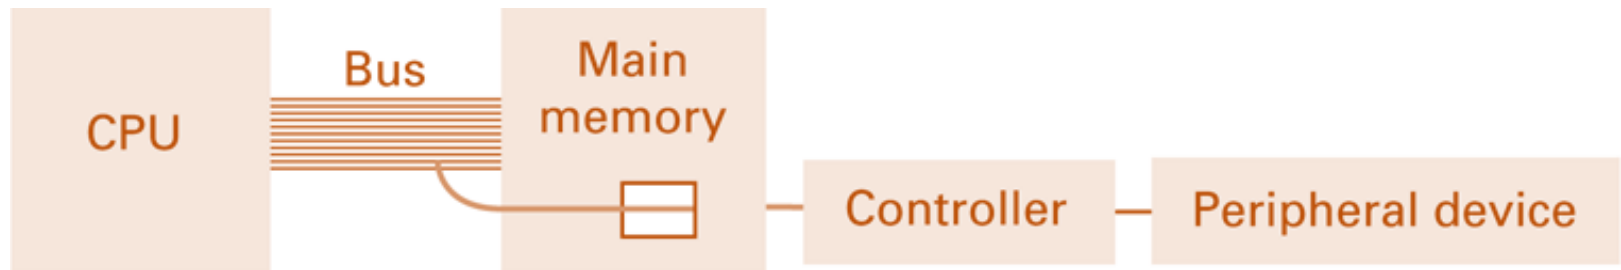 CPU
Bus
Main
memory
Controller
Peripheral device